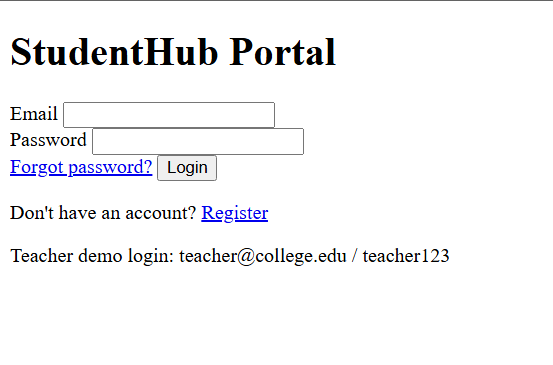 StudentHub Portal
Email
Password
Forgot password? Login
Don't have an account? Register
Teacher demo login: teacher@college.edu / teacher123